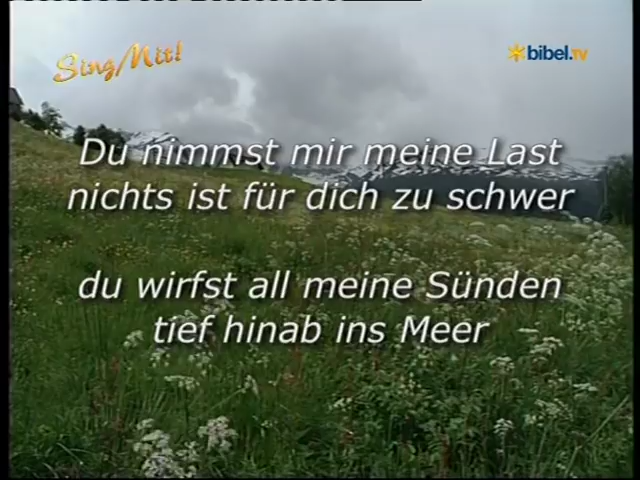 Sing Mit!
bibel.tv
Du nimmst mir meine Last
nichts ist für dich zu schwer
du wirfst all meine Sünden
tief hinab ins Meer